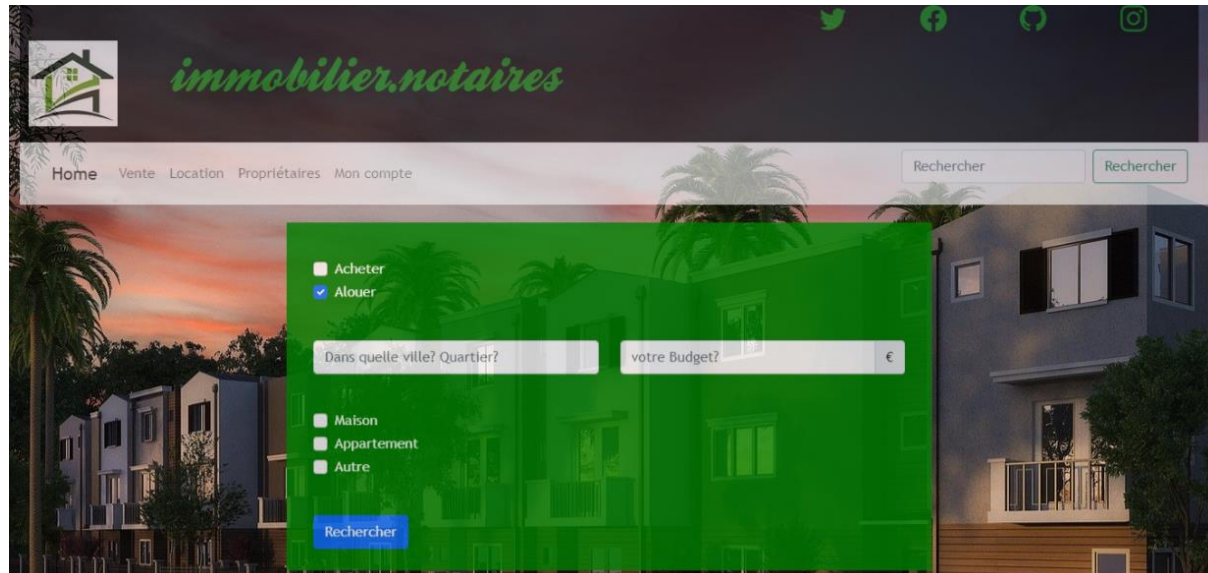 immobilier.notaires
Home Vente Location Propriétaires Mon compte Rechercher Rechercher
Acheter
Alouer
Dans quelle ville? Quartier? votre Budget? €
Maison
Appartement
Autre
Rechercher